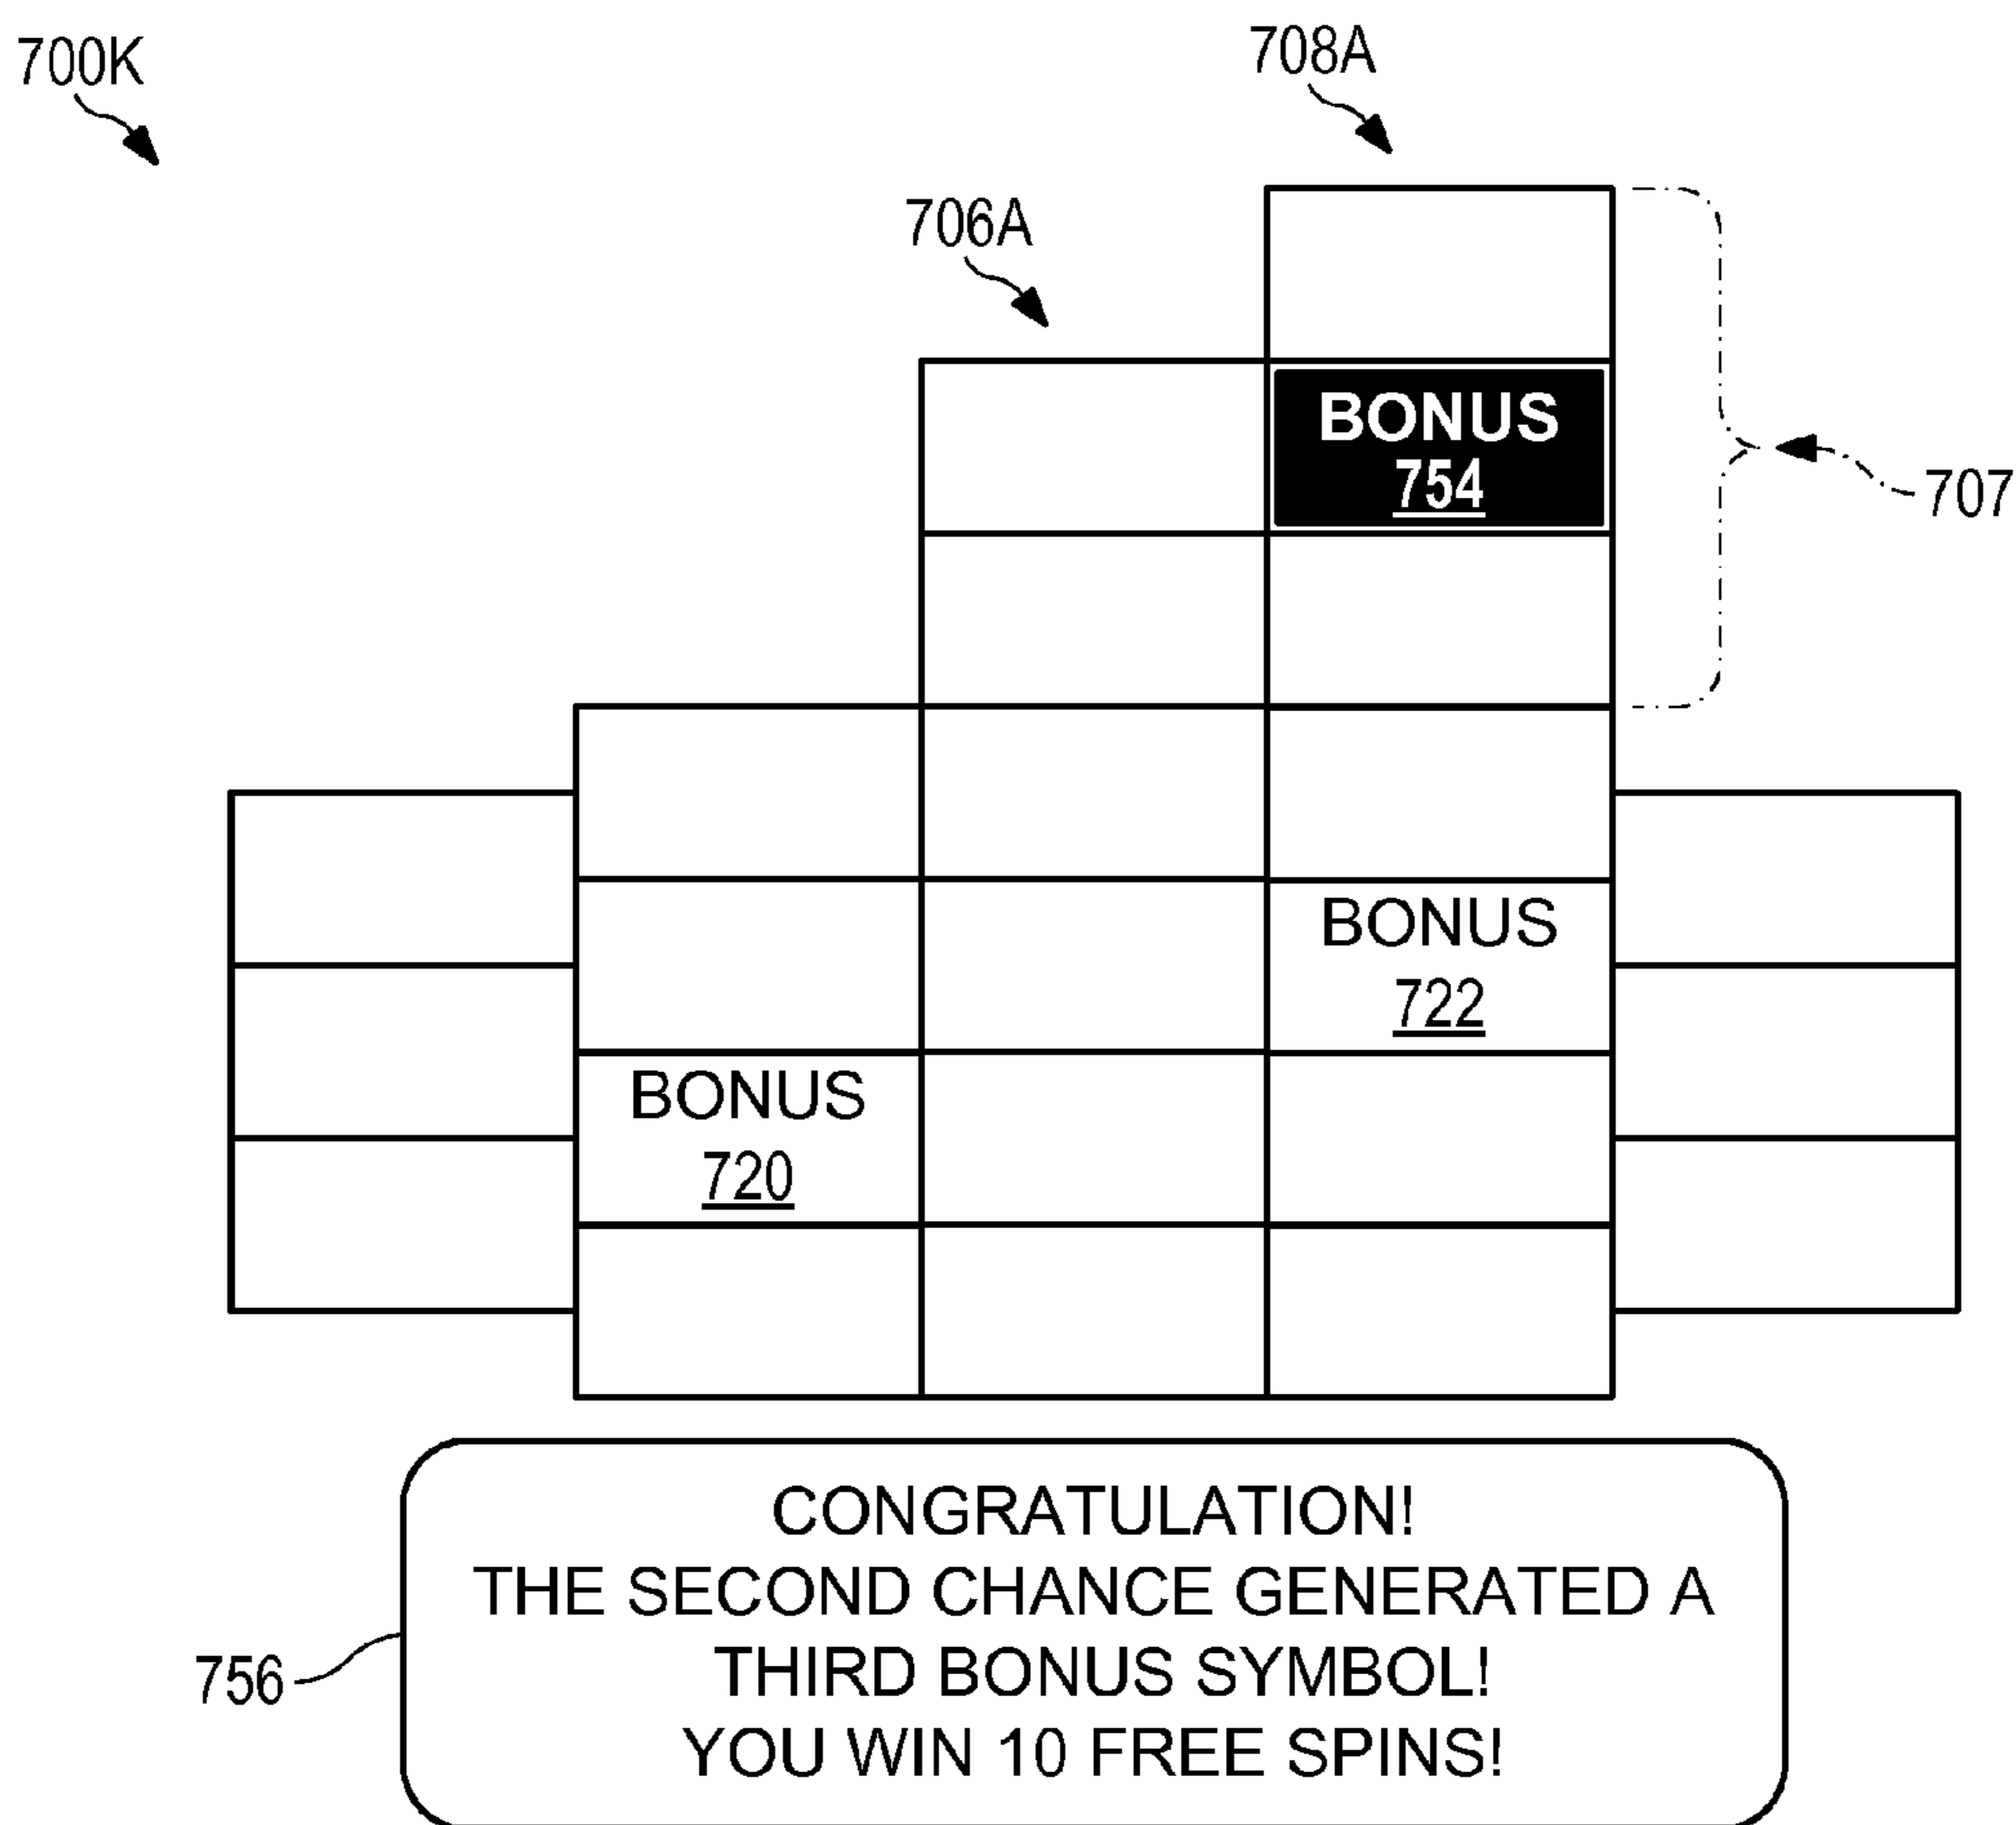 700K
708A
706A
BONUS
754
707
BONUS
722
BONUS
720
CONGRATULATION!
THE SECOND CHANCE GENERATED A
THIRD BONUS SYMBOL!
YOU WIN 10 FREE SPINS!
756